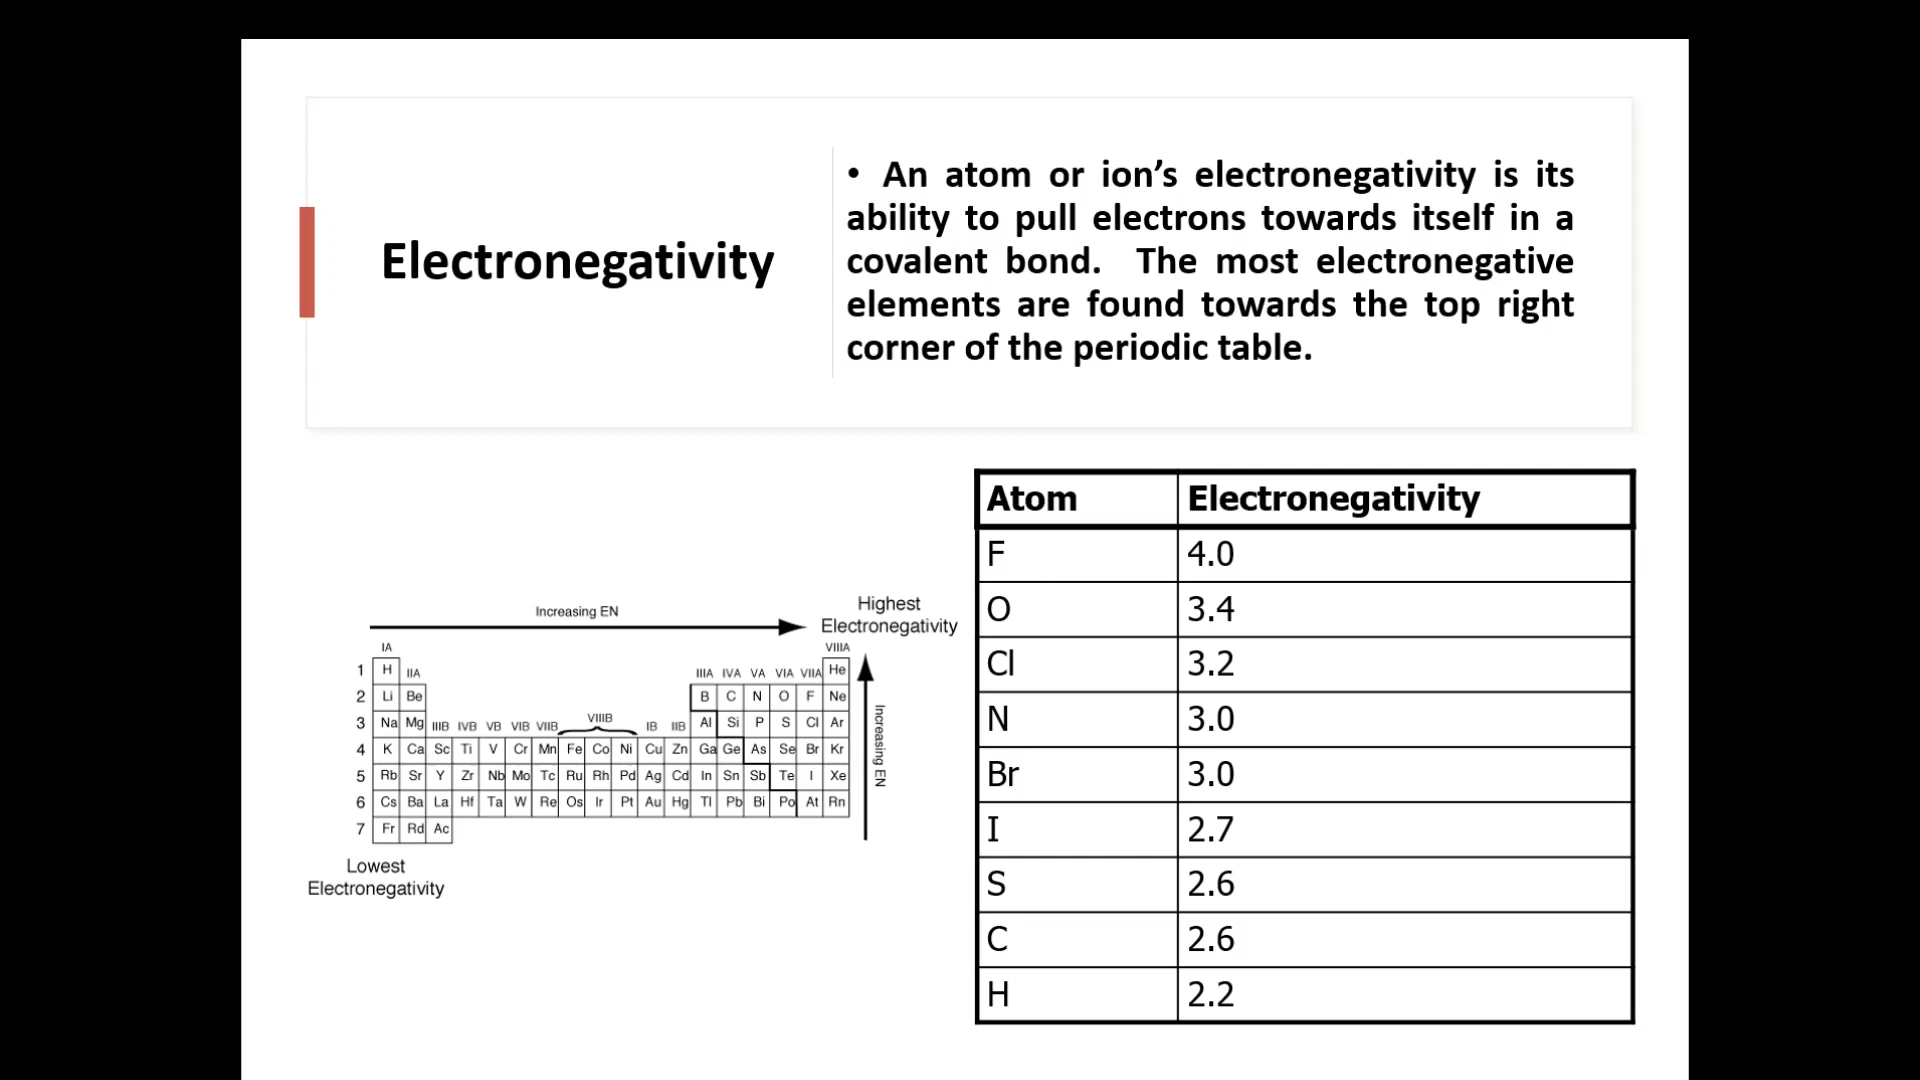 Electronegativity
• An atom or ion’s electronegativity is its
ability to pull electrons towards itself in a
covalent bond. The most electronegative
elements are found towards the top right
corner of the periodic table.
Increasing EN
Highest
Electronegativity
IA VIIIA
1 H IIA IIIA IVA VA VIA VIIA He
2 Li Be B C N O F Ne
3 Na Mg IIIB IVB VB VIB VIIB VIIIB IB IIB Al Si P S Cl Ar
4 K Ca Sc Ti V Cr Mn Fe Co Ni Cu Zn Ga Ge As Se Br Kr
5 Rb Sr Y Zr Nb Mo Tc Ru Rh Pd Ag Cd In Sn Sb Te I Xe
6 Cs Ba La Hf Ta W Re Os Ir Pt Au Hg Tl Pb Bi Po At Rn
7 Fr Rd Ac
Increasing EN
Lowest
Electronegativity
Atom Electronegativity
F 4.0
O 3.4
Cl 3.2
N 3.0
Br 3.0
I 2.7
S 2.6
C 2.6
H 2.2